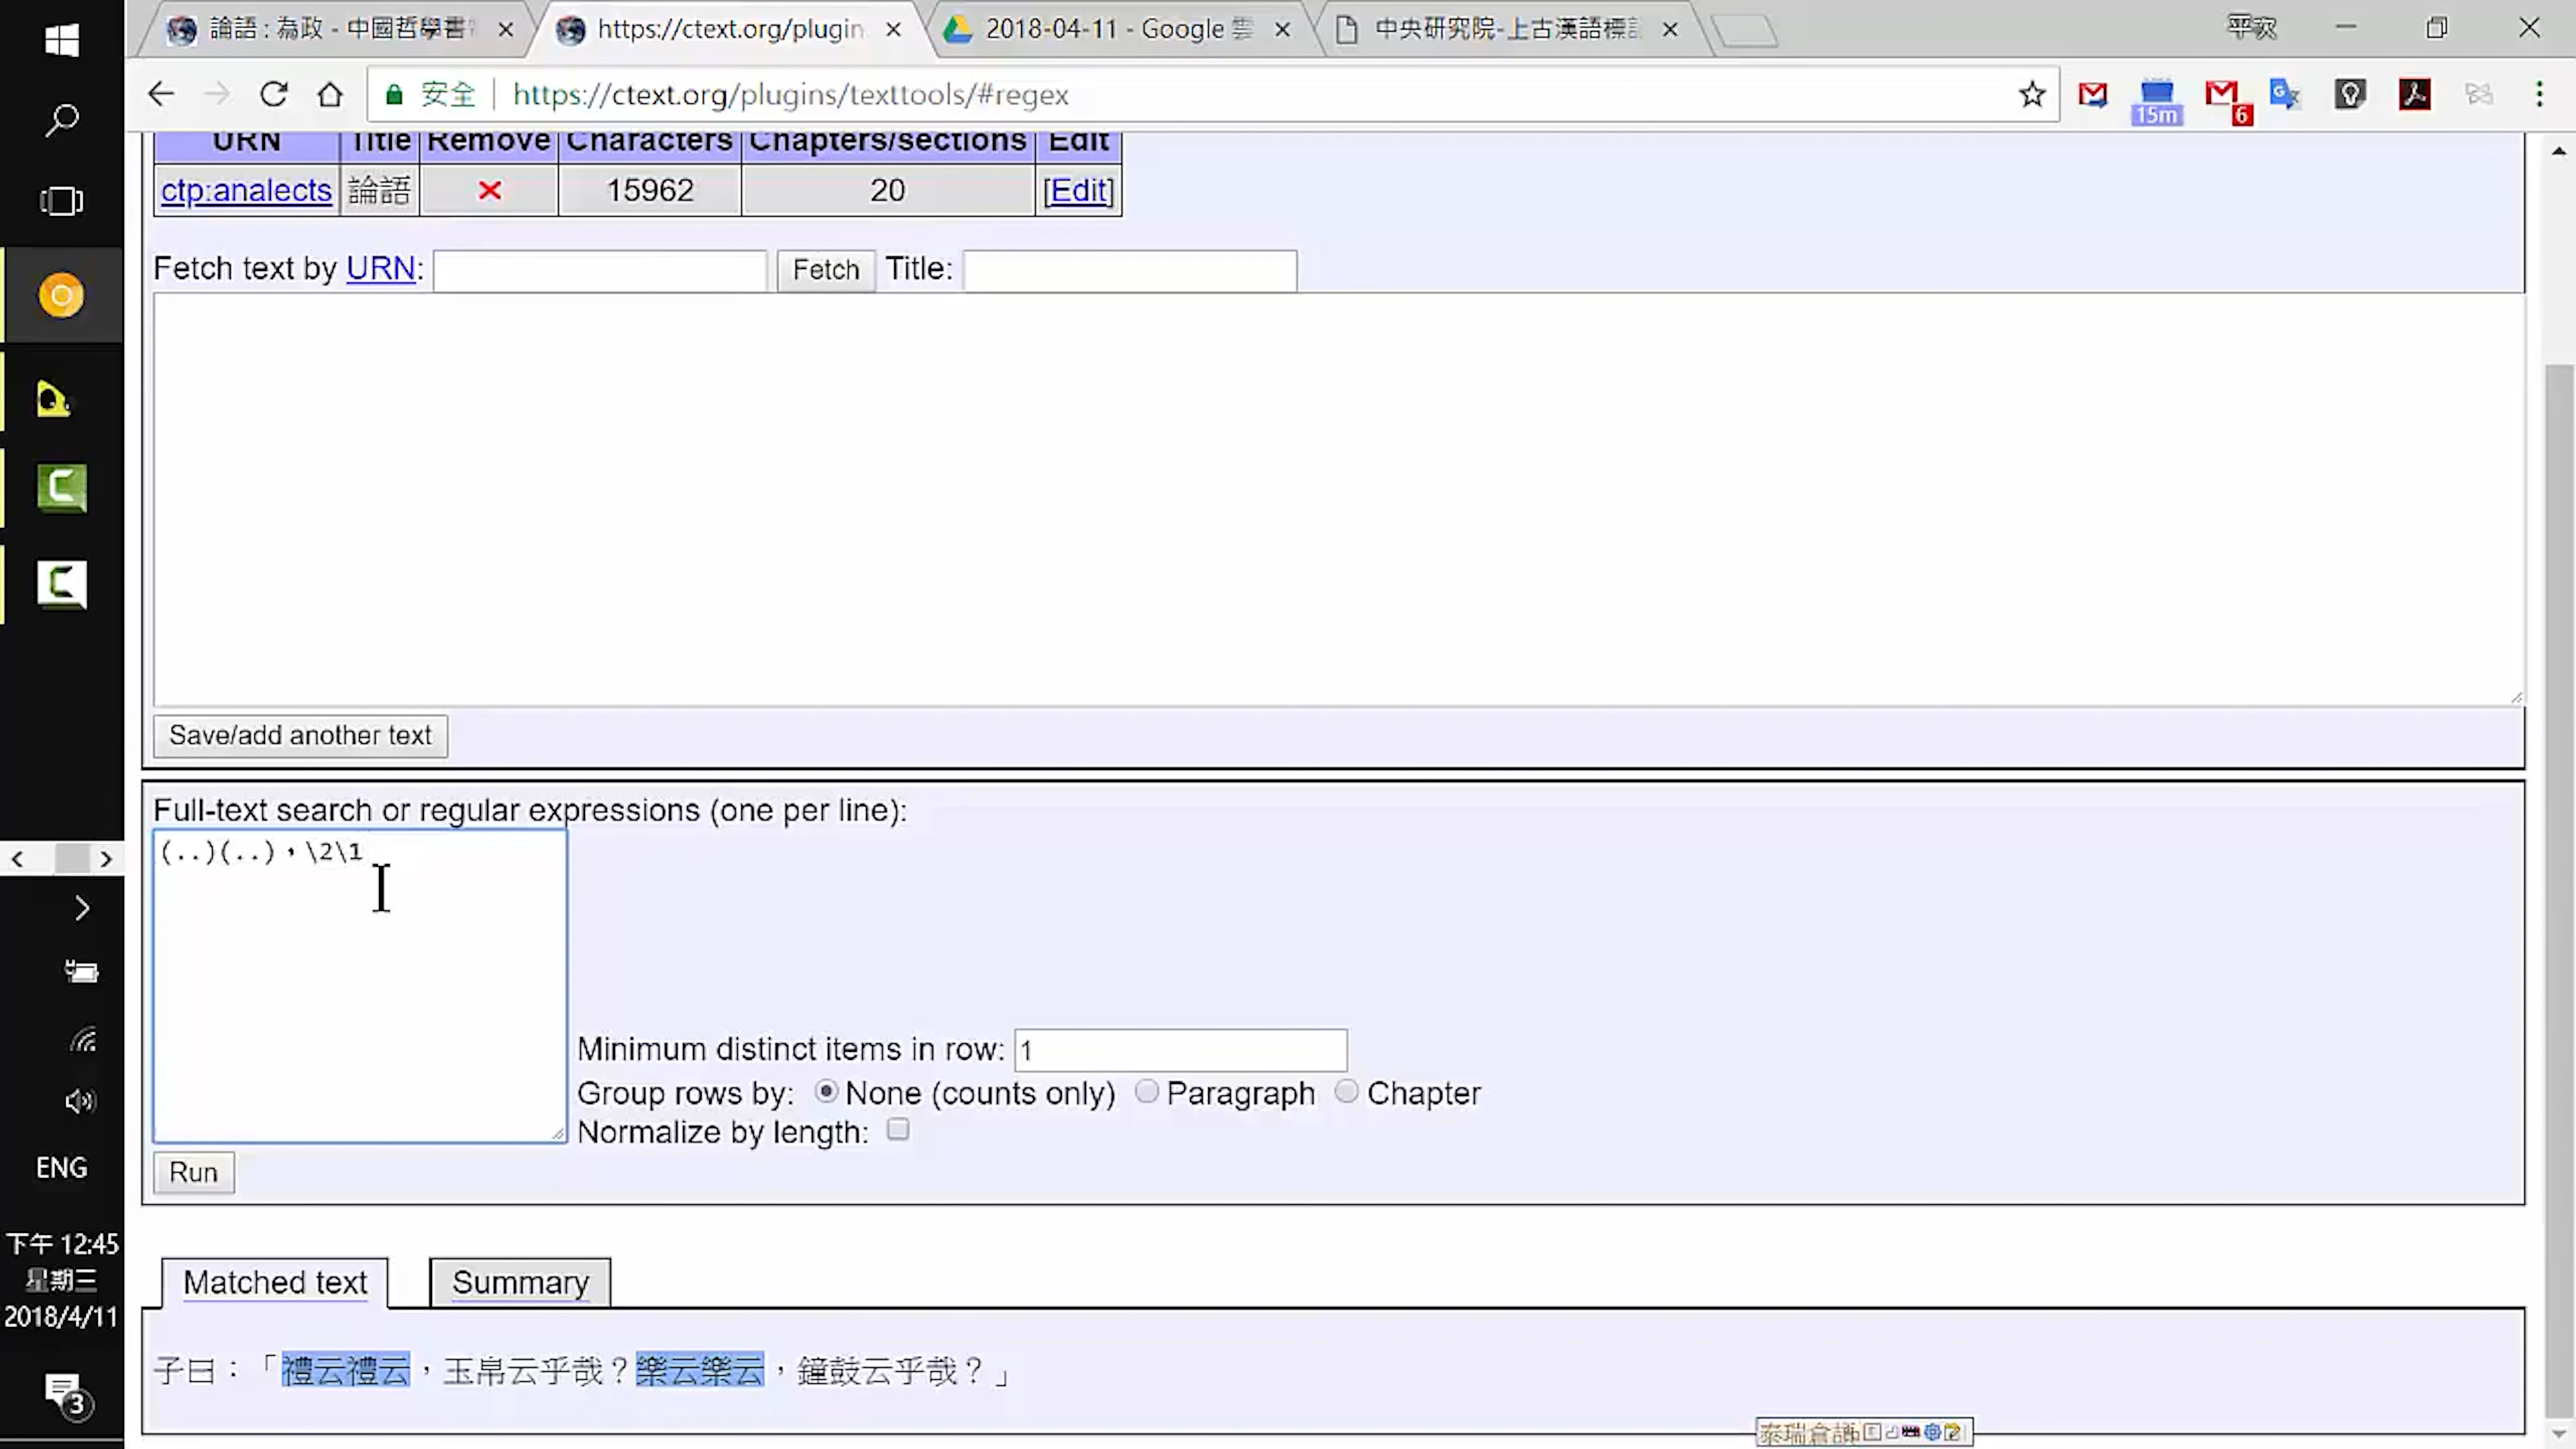 論語 : 為政 - 中國哲學書
https://ctext.org/plugin
2018-04-11 - Google 雲
中央研究院-上古漢語標記
安全 https://ctext.org/plugins/texttools/#regex
15m
6
URN Title Remove Characters Chapters/sections Edit
ctp:analects 論語 15962 20 [Edit]
Fetch text by URN: Fetch Title:
Save/add another text
Full-text search or regular expressions (one per line):
(..)(..),\2\1
Minimum distinct items in row: 1
Group rows by: None (counts only) Paragraph Chapter
Normalize by length:
Run
Matched text Summary
子曰:「禮云禮云,玉帛云乎哉?樂云樂云,鐘鼓云乎哉?」
ENG
下午 12:45
星期三
2018/4/11
3